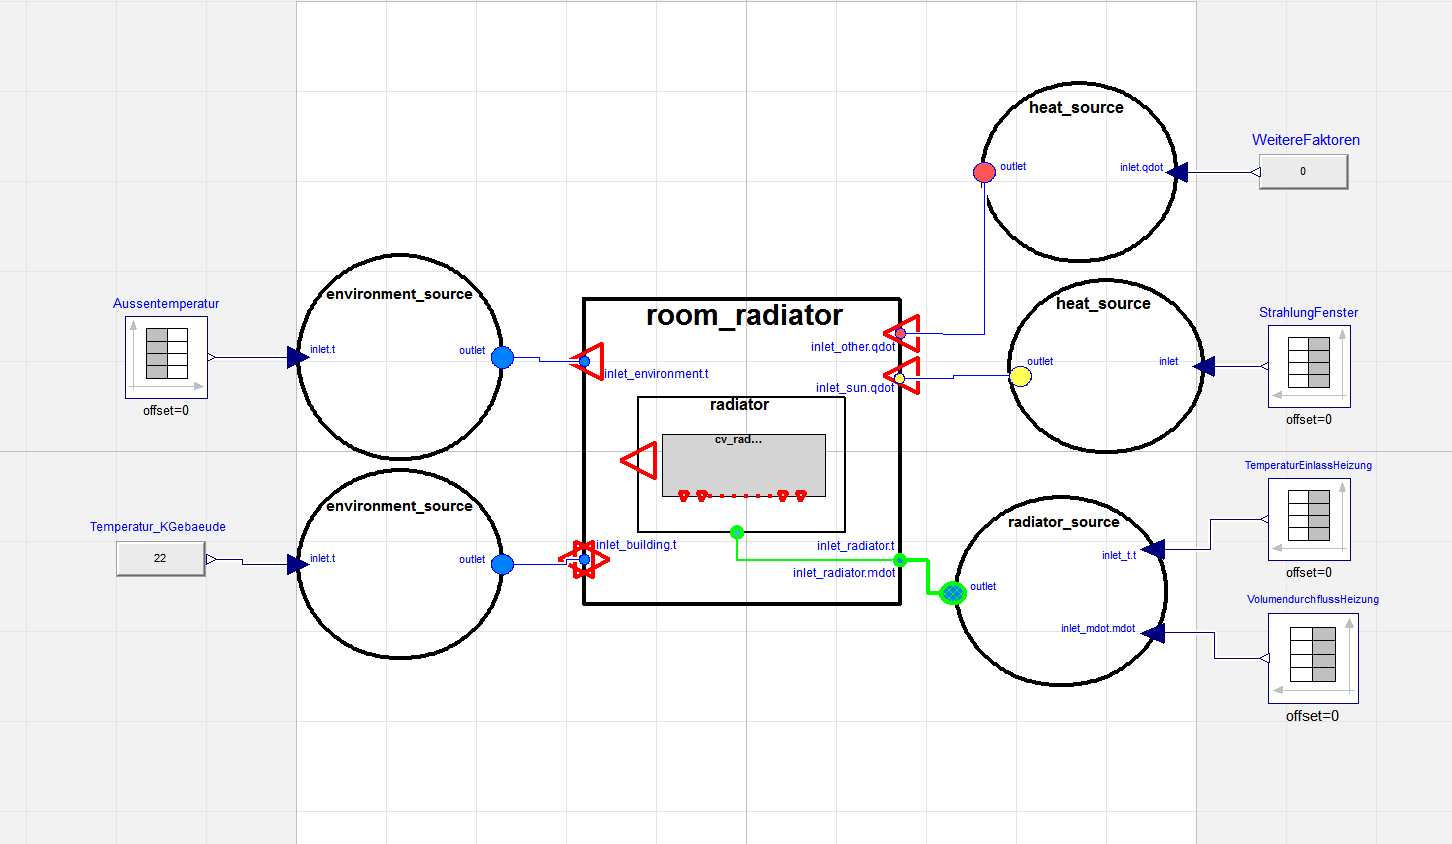 heat_source
WeitereFaktoren
outlet
inlet.qdot
0
Aussentemperatur
environment_source
room_radiator
heat_source
StrahlungFenster
inlet.t
outlet
inlet_environment.t
inlet_other.qdot
inlet_sun.qdot
outlet
inlet
offset=0
offset=0
radiator
cv_rad...
Temperatur_KGebaeude
environment_source
22
inlet.t
outlet
inlet_building.t
inlet_radiator.t
inlet_radiator.mdot
radiator_source
TemperaturEinlassHeizung
inlet_t.t
offset=0
outlet
VolumendurchflussHeizung
inlet_mdot.mdot
offset=0